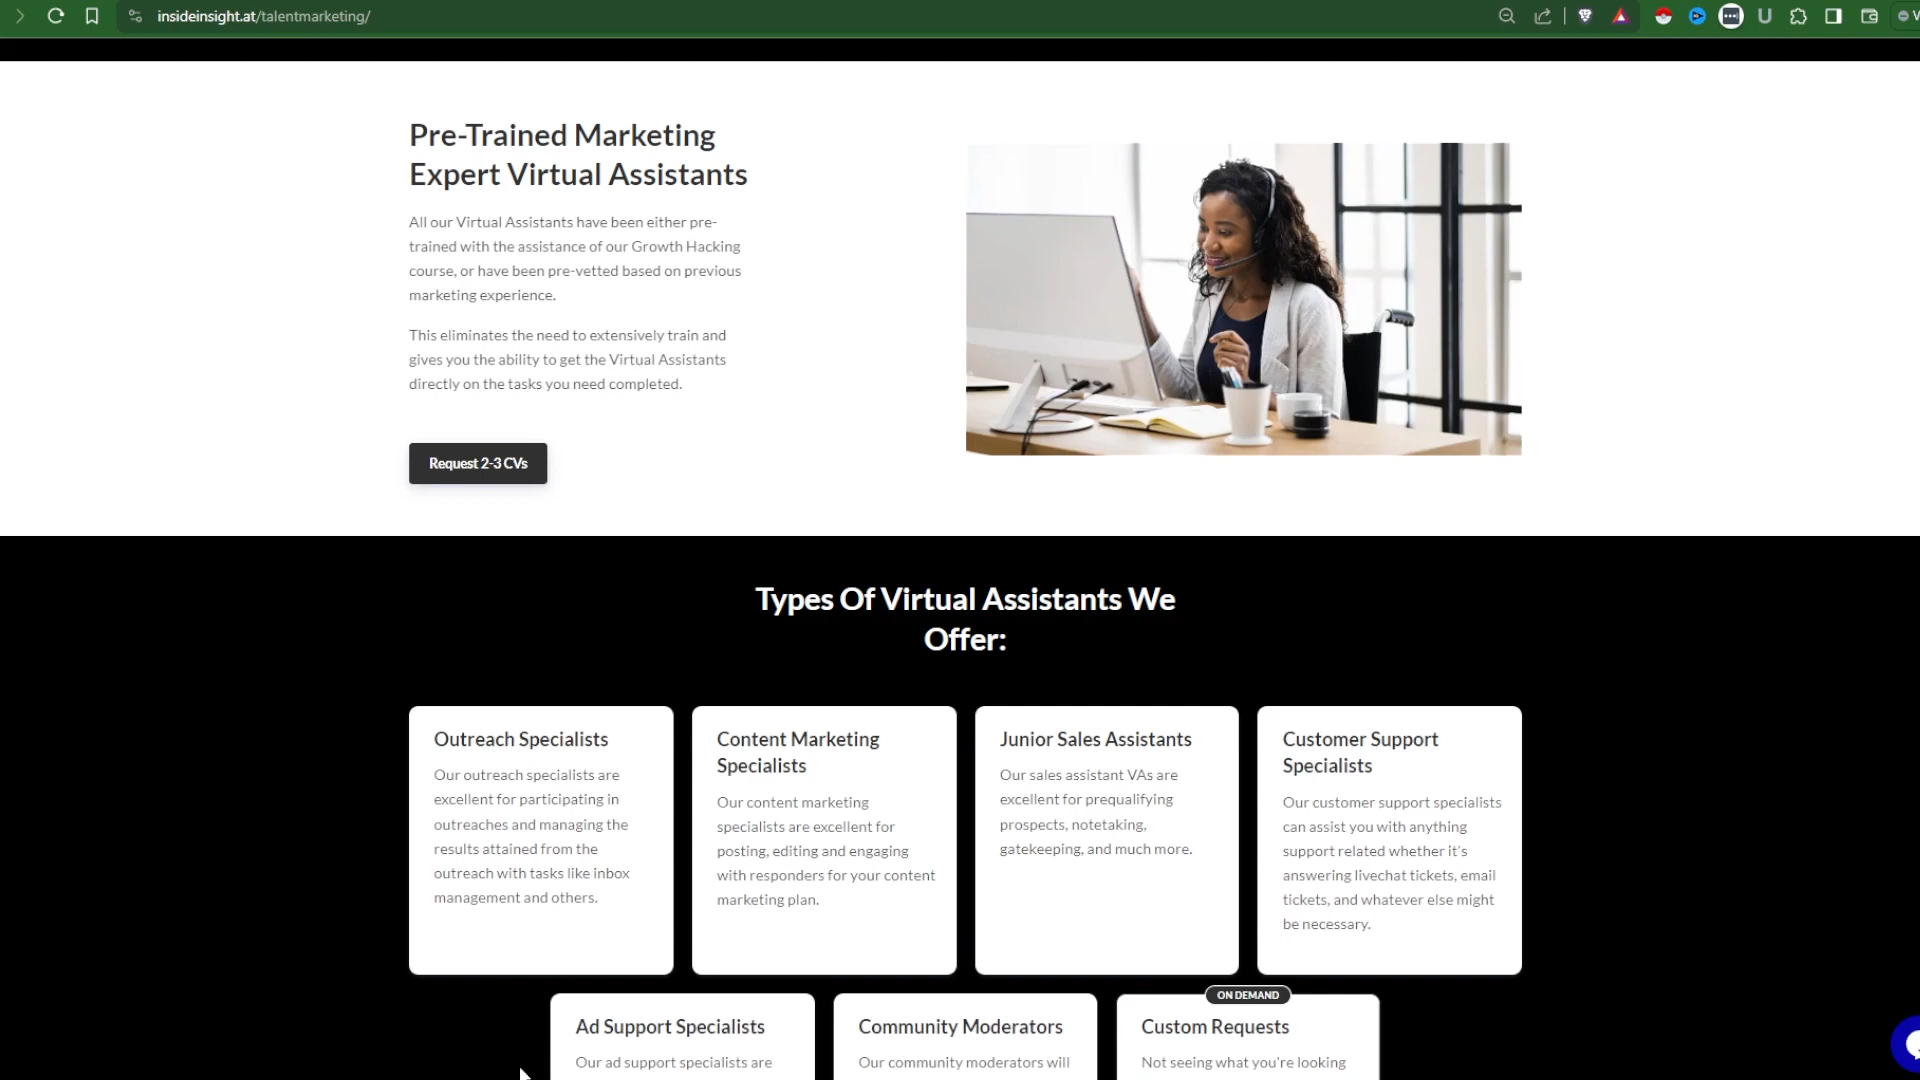 insideinsight.at/talentmarketing/
Pre-Trained Marketing
Expert Virtual Assistants
All our Virtual Assistants have been either pre-
trained with the assistance of our Growth Hacking
course, or have been pre-vetted based on previous
marketing experience.
This eliminates the need to extensively train and
gives you the ability to get the Virtual Assistants
directly on the tasks you need completed.
Request 2-3 CVs
Types Of Virtual Assistants We
Offer:
Outreach Specialists
Our outreach specialists are
excellent for participating in
outreaches and managing the
results attained from the
outreach with tasks like inbox
management and others.
Content Marketing
Specialists
Our content marketing
specialists are excellent for
posting, editing and engaging
with responders for your content
marketing plan.
Junior Sales Assistants
Our sales assistant VAs are
excellent for prequalifying
prospects, notetaking,
gatekeeping, and much more.
Customer Support
Specialists
Our customer support specialists
can assist you with anything
support related whether it's
answering livechat tickets, email
tickets, and whatever else might
be necessary.
Ad Support Specialists
Our ad support specialists are
Community Moderators
Our community moderators will
ON DEMAND
Custom Requests
Not seeing what you're looking